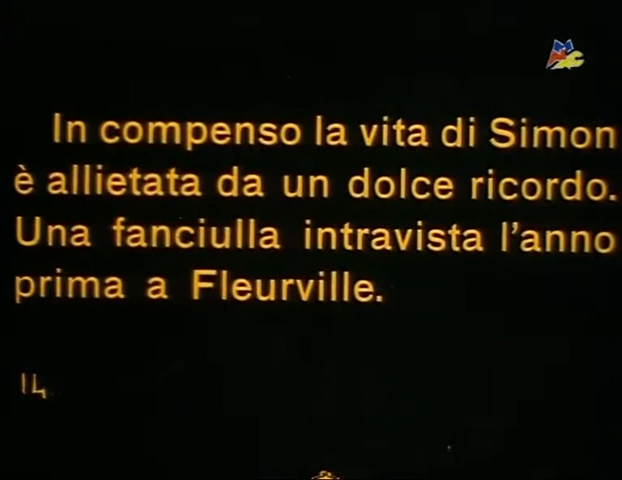 In compenso la vita di Simon
è allietata da un dolce ricordo.
Una fanciulla intravista l'anno
prima a Fleurville.
14